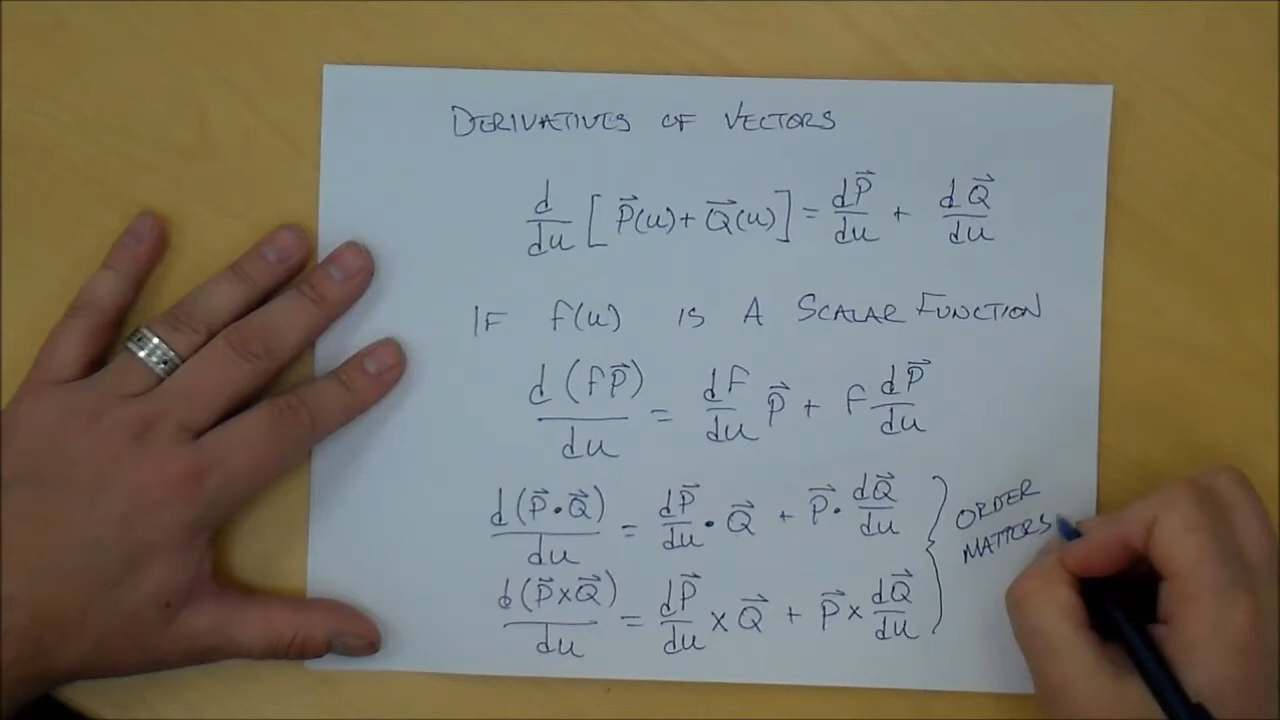 DERIVATIVES OF VECTORS
d/du [ P⃗(u) + Q⃗(u) ] = dP⃗/du + dQ⃗/du
IF f(u) IS A SCALAR FUNCTION
d(fP⃗)/du = df/du P⃗ + f dP⃗/du
d(P⃗•Q⃗)/du = dP⃗/du • Q⃗ + P⃗ • dQ⃗/du
d(P⃗×Q⃗)/du = dP⃗/du × Q⃗ + P⃗ × dQ⃗/du
ORDER
MATTERS